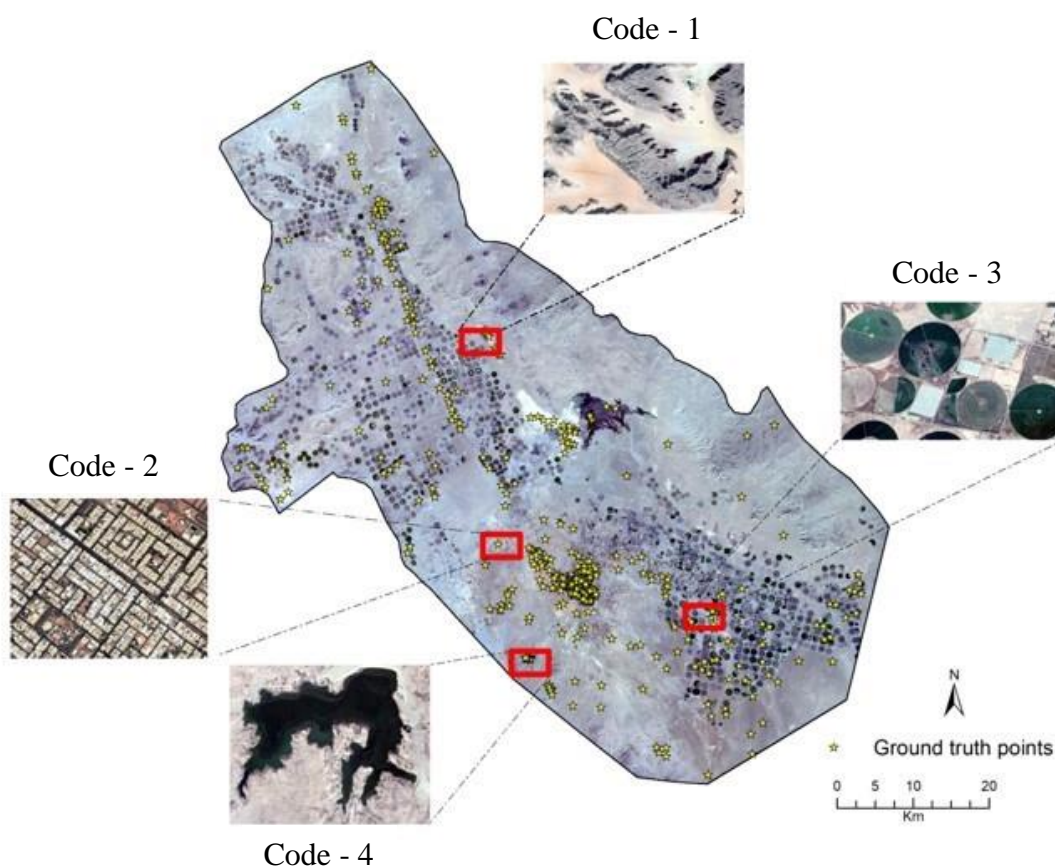 Code - 1
Code - 3
Code - 2
N
Ground truth points
0 5 10 20
Km
Code - 4